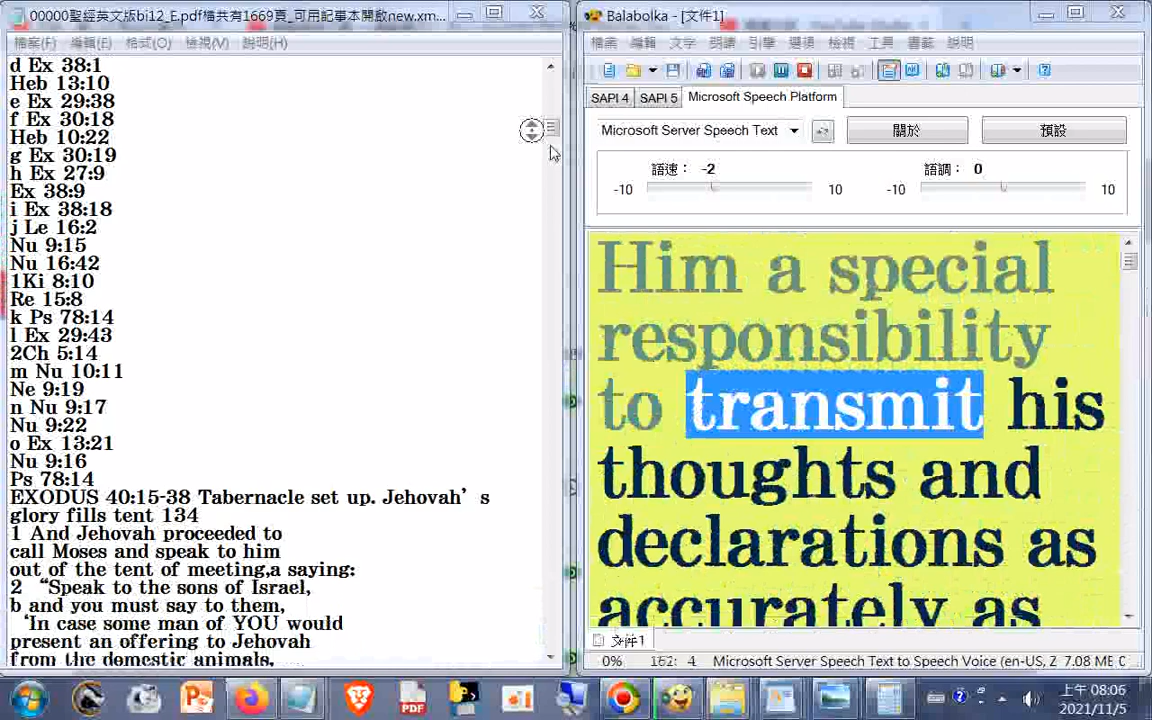 00000聖經英文版bi12_E.pdf檔共有1669頁_可用記事本開啟new.xm...
檔案(F) 編輯(E) 格式(O) 檢視(V) 說明(H)
d Ex 38:1
Heb 13:10
e Ex 29:38
f Ex 30:18
Heb 10:22
g Ex 30:19
h Ex 27:9
Ex 38:9
i Ex 38:18
j Le 16:2
Nu 9:15
Nu 16:42
1Ki 8:10
Re 15:8
k Ps 78:14
l Ex 29:43
2Ch 5:14
m Nu 10:11
Ne 9:19
n Nu 9:17
Nu 9:22
o Ex 13:21
Nu 9:16
Ps 78:14
EXODUS 40:15-38 Tabernacle set up. Jehovah’s
glory fills tent 134
1 And Jehovah proceeded to
call Moses and speak to him
out of the tent of meeting,a saying:
2 “Speak to the sons of Israel,
b and you must say to them,
‘In case some man of YOU would
present an offering to Jehovah
from the domestic animals,
Balabolka - [文件1]
檔案 編輯 文字 朗讀 引擎 選項 檢視 工具 書籤 說明
SAPI 4 SAPI 5 Microsoft Speech Platform
Microsoft Server Speech Text 關於 預設
語速： -2 語調： 0
-10 10 -10 10
Him a special
responsibility
to transmit his
thoughts and
declarations as
accurately as
文件1
0% 162: 4 Microsoft Server Speech Text to Speech Voice (en-US, Z 7.08 ME
PDF
上午 08:06
2021/11/5